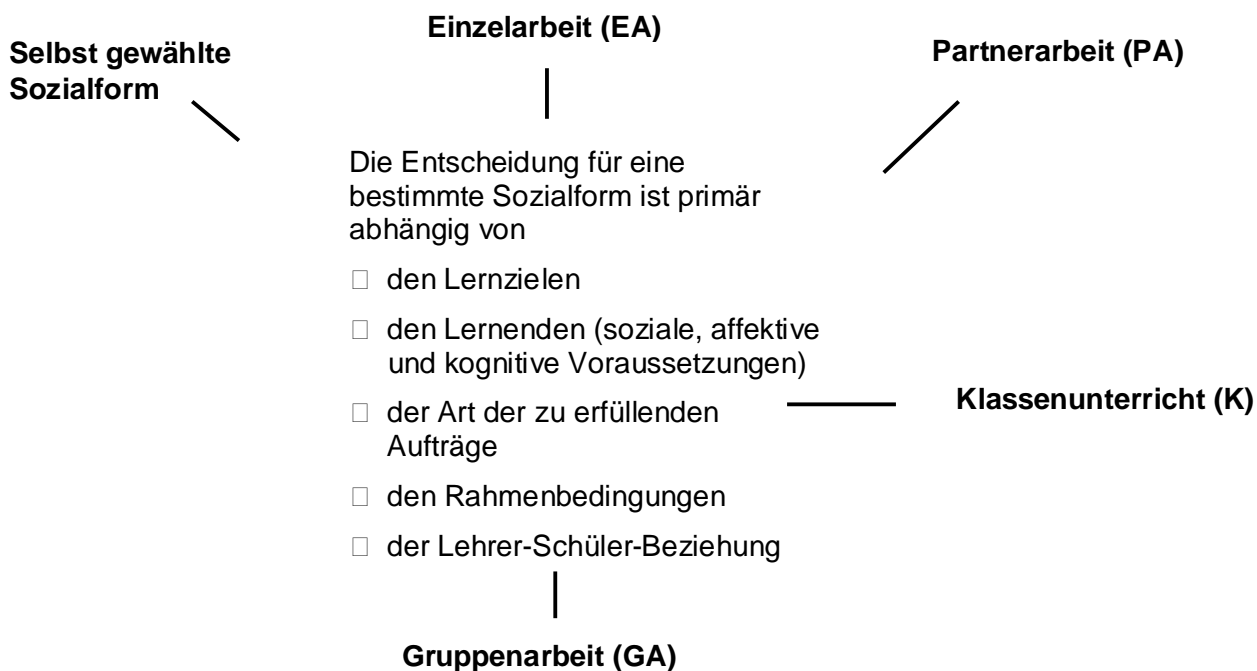 Einzelarbeit (EA)
Selbst gewählte
Sozialform
Partnerarbeit (PA)
Die Entscheidung für eine
bestimmte Sozialform ist primär
abhängig von
den Lernzielen
den Lernenden (soziale, affektive
und kognitive Voraussetzungen)
der Art der zu erfüllenden
Aufträge
Klassenunterricht (K)
den Rahmenbedingungen
der Lehrer-Schüler-Beziehung
Gruppenarbeit (GA)